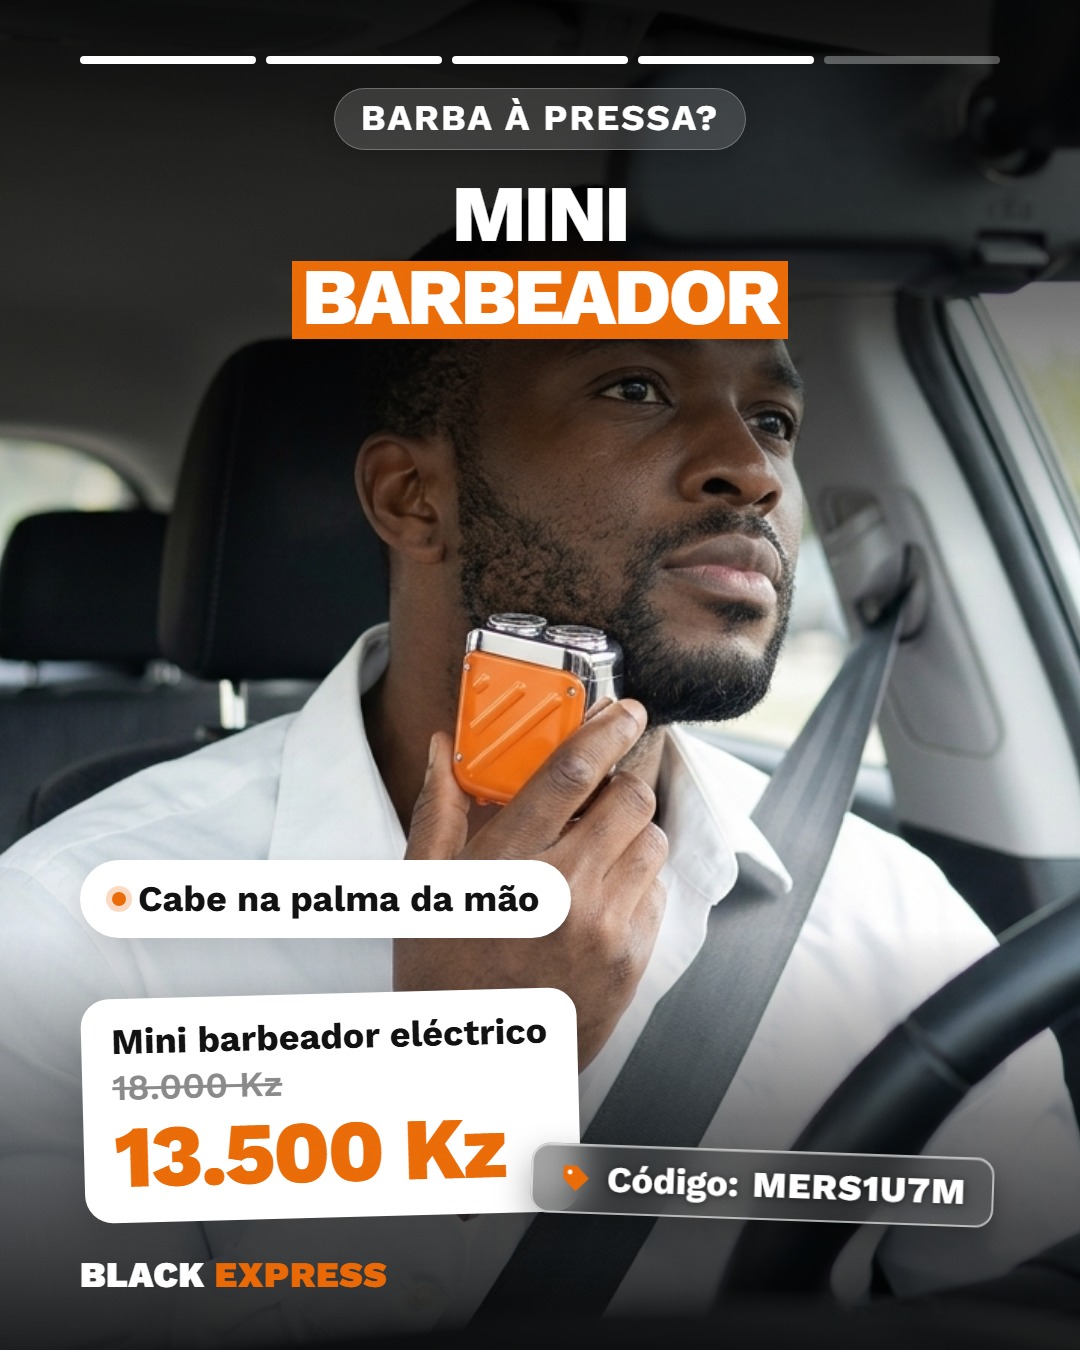 BARBA À PRESSA?
MINI
BARBEADOR
Cabe na palma da mão
Mini barbeador eléctrico
18.000 Kz
13.500 Kz
Código: MERS1U7M
BLACK EXPRESS